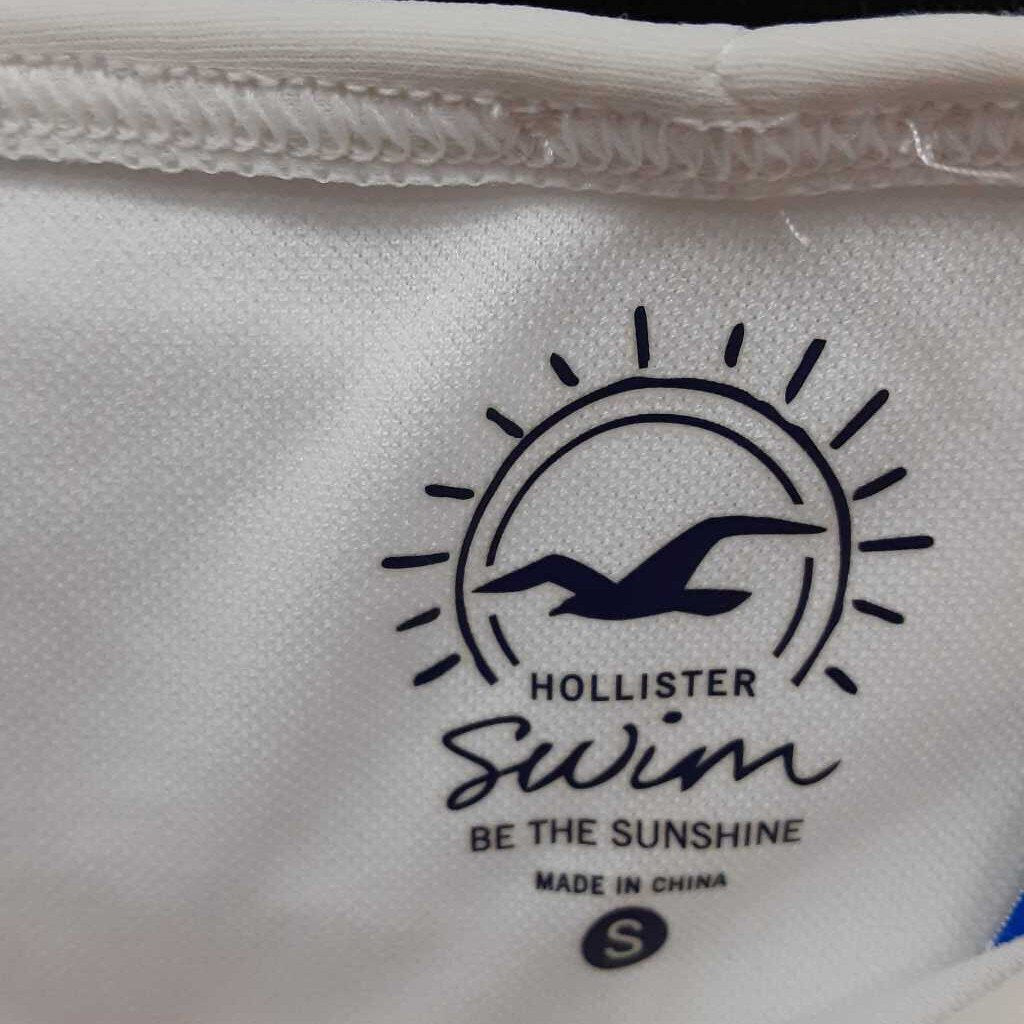 HOLLISTER
Swim
BE THE SUNSHINE
MADE IN CHINA
S